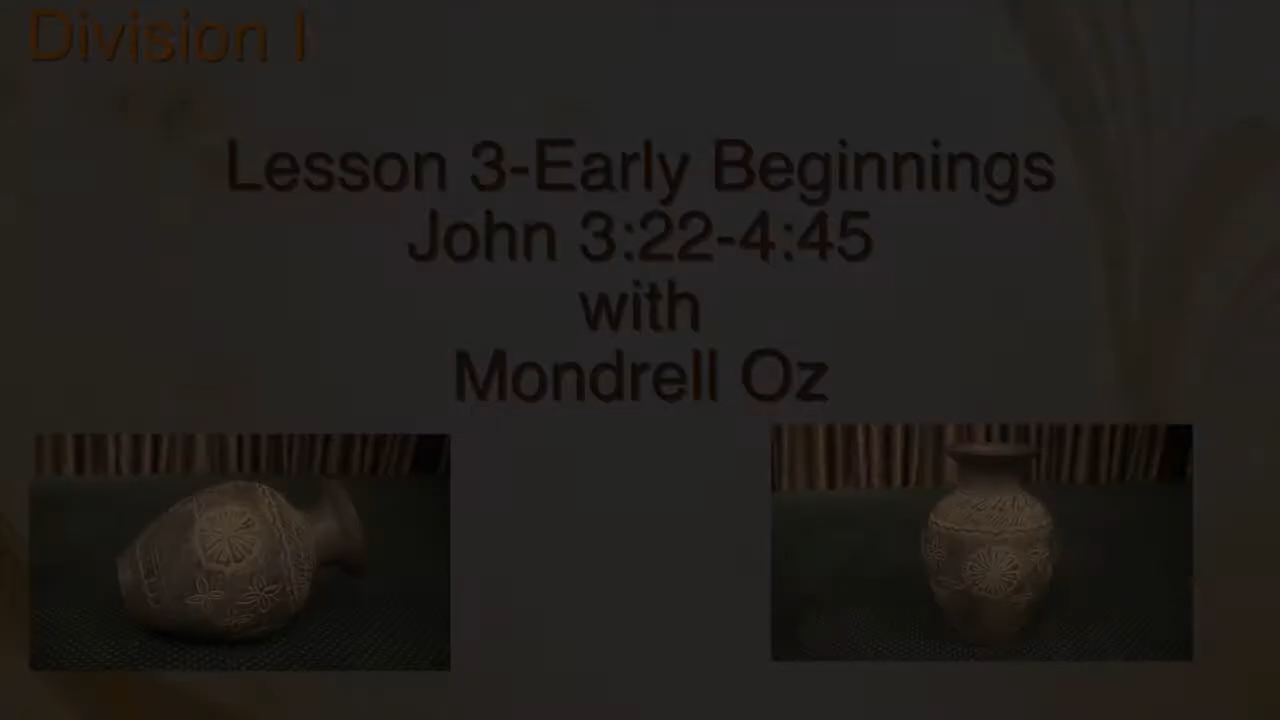 Division I
Lesson 3-Early Beginnings
John 3:22-4:45
with
Mondrell Oz